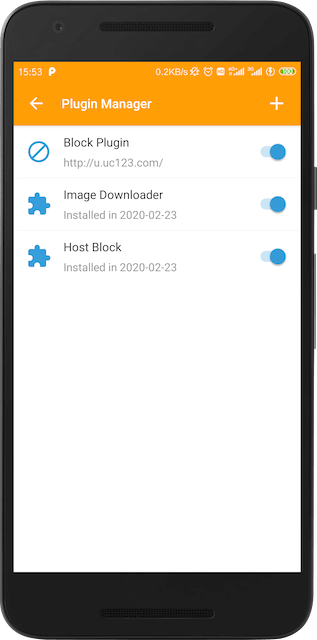 15:53 P 0.2KB/s
Plugin Manager
Block Plugin
http://u.uc123.com/
Image Downloader
Installed in 2020-02-23
Host Block
Installed in 2020-02-23